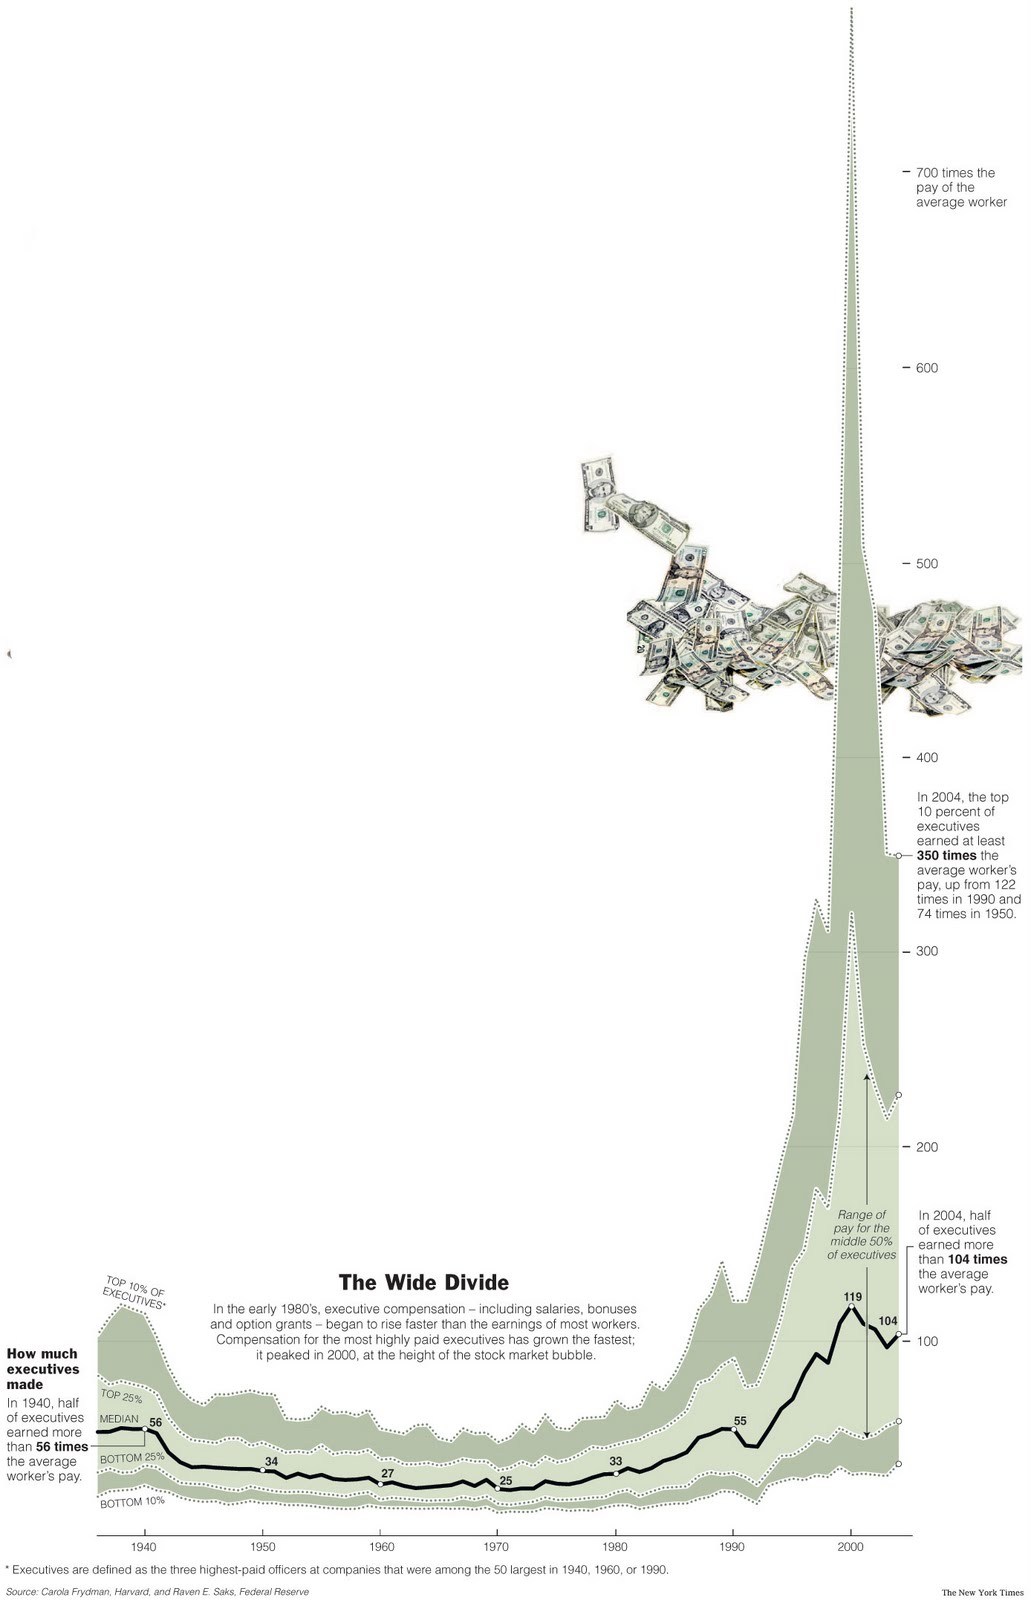 700 times the
pay of the
average worker
600
500
400
In 2004, the top
10 percent of
executives
earned at least
350 times the
average worker's
pay, up from 122
times in 1990 and
74 times in 1950.
300
200
Range of
pay for the
middle 50%
of executives
In 2004, half
of executives
earned more
than 104 times
the average
worker's pay.
The Wide Divide
In the early 1980's, executive compensation – including salaries, bonuses
and option grants – began to rise faster than the earnings of most workers.
Compensation for the most highly paid executives has grown the fastest;
it peaked in 2000, at the height of the stock market bubble.
TOP 10% OF
EXECUTIVES*
119
104
100
How much
executives
made
In 1940, half
of executives
earned more
than 56 times
the average
worker's pay.
TOP 25%
MEDIAN
56
BOTTOM 25%
BOTTOM 10%
34
27
25
33
55
1940 1950 1960 1970 1980 1990 2000
* Executives are defined as the three highest-paid officers at companies that were among the 50 largest in 1940, 1960, or 1990.
Source: Carola Frydman, Harvard, and Raven E. Saks, Federal Reserve
The New York Times